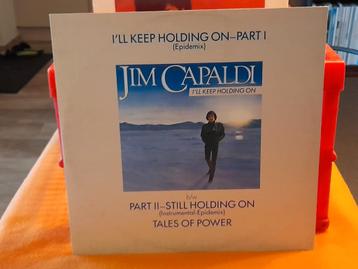 I'LL KEEP HOLDING ON–PART I
(Epidemix)
JIM CAPALDI
I'LL KEEP HOLDING ON
b/w
PART II–STILL HOLDING ON
(Instrumental-Epidemix)
TALES OF POWER